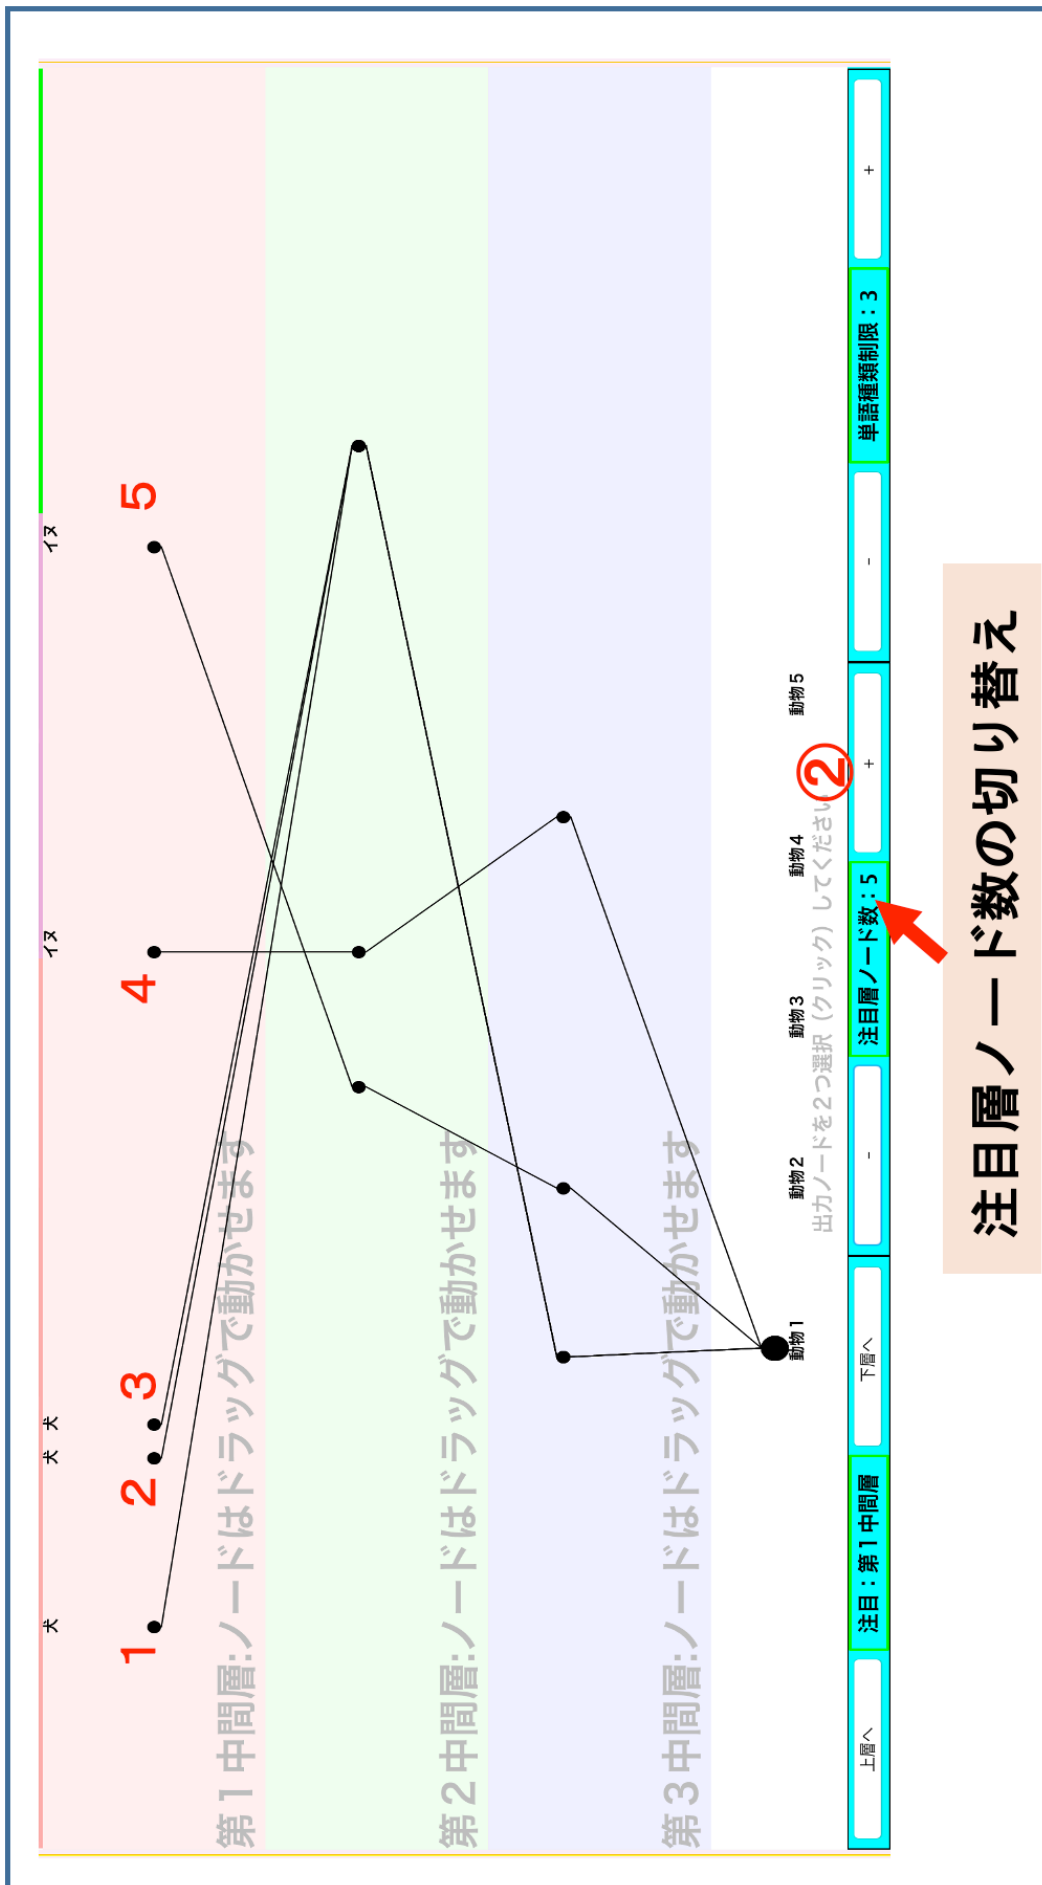 犬 犬 犬 イヌ イヌ
1 2 3 4 5
第1中間層:ノードはドラッグで動かせます
第2中間層:ノードはドラッグで動かせます
第3中間層:ノードはドラッグで動かせます
動物1 動物2 動物3 動物4 動物5
出力ノードを2つ選択（クリック）してください
②
上層へ 注目：第1中間層 下層へ - 注目層ノード数：5 + - 単語種類制限：3 +
注目層ノード数の切り替え